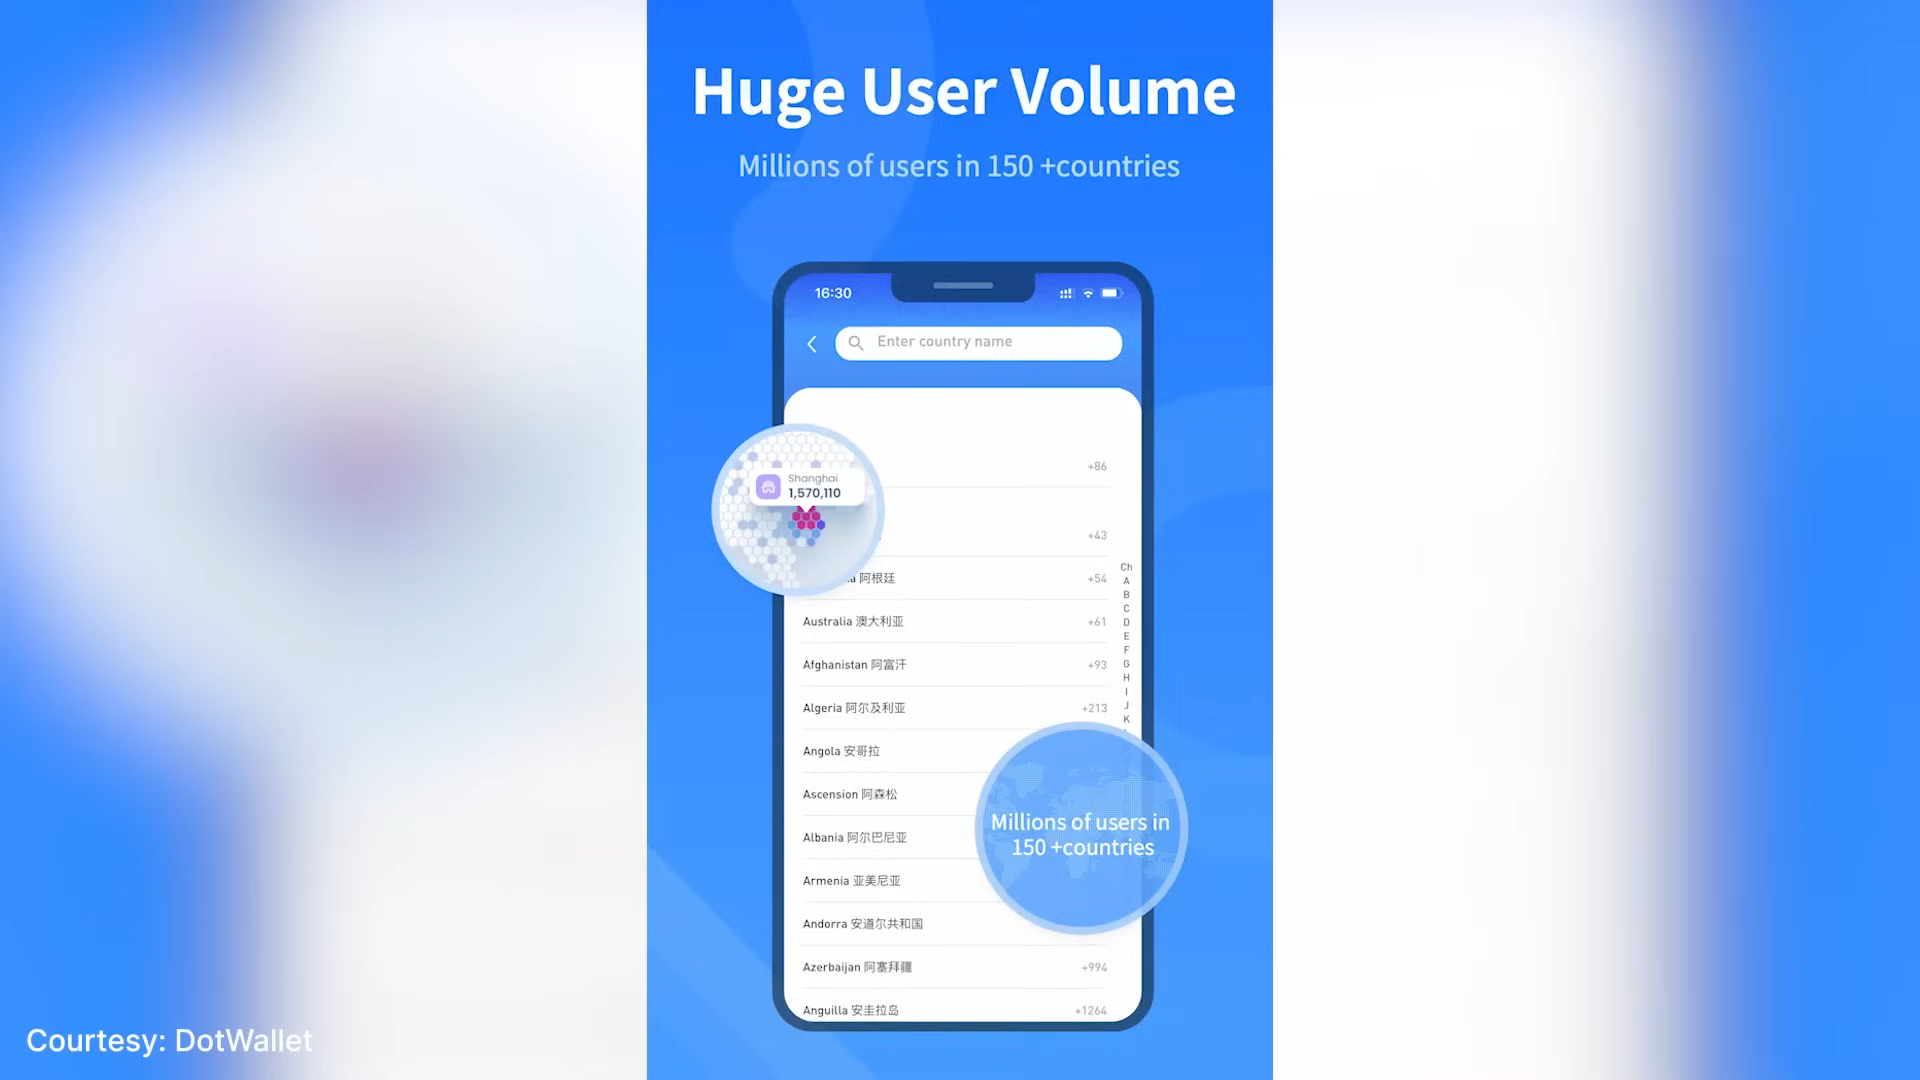 Huge User Volume
Millions of users in 150 +countries
16:30
Enter country name
+86
Shanghai
1,570,110
+43
阿根廷 +54
Australia 澳大利亚 +61
Afghanistan 阿富汗 +93
Algeria 阿尔及利亚 +213
Angola 安哥拉
Ascension 阿森松
Albania 阿尔巴尼亚
Armenia 亚美尼亚
Andorra 安道尔共和国
Azerbaijan 阿塞拜疆 +994
Anguilla 安圭拉岛 +1264
Ch
A
B
C
D
E
F
G
H
I
J
K
Millions of users in
150 +countries
Courtesy: DotWallet